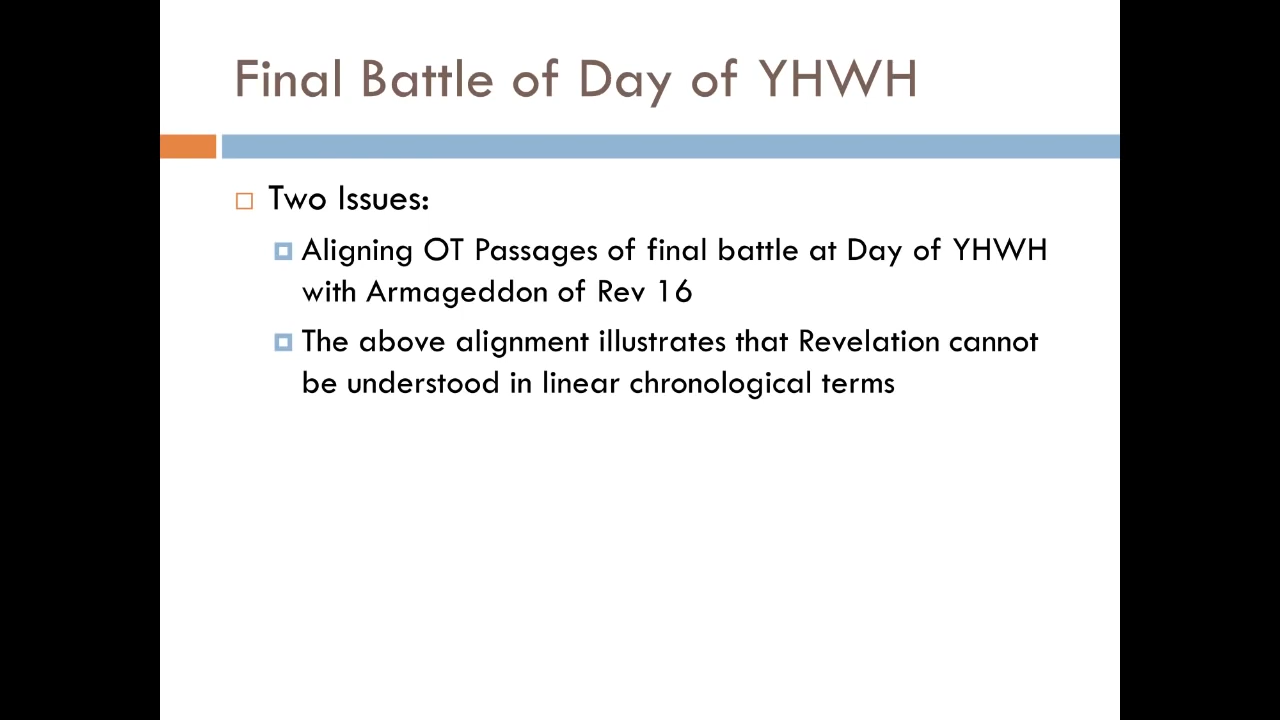 Final Battle of Day of YHWH
Two Issues:
Aligning OT Passages of final battle at Day of YHWH
with Armageddon of Rev 16
The above alignment illustrates that Revelation cannot
be understood in linear chronological terms